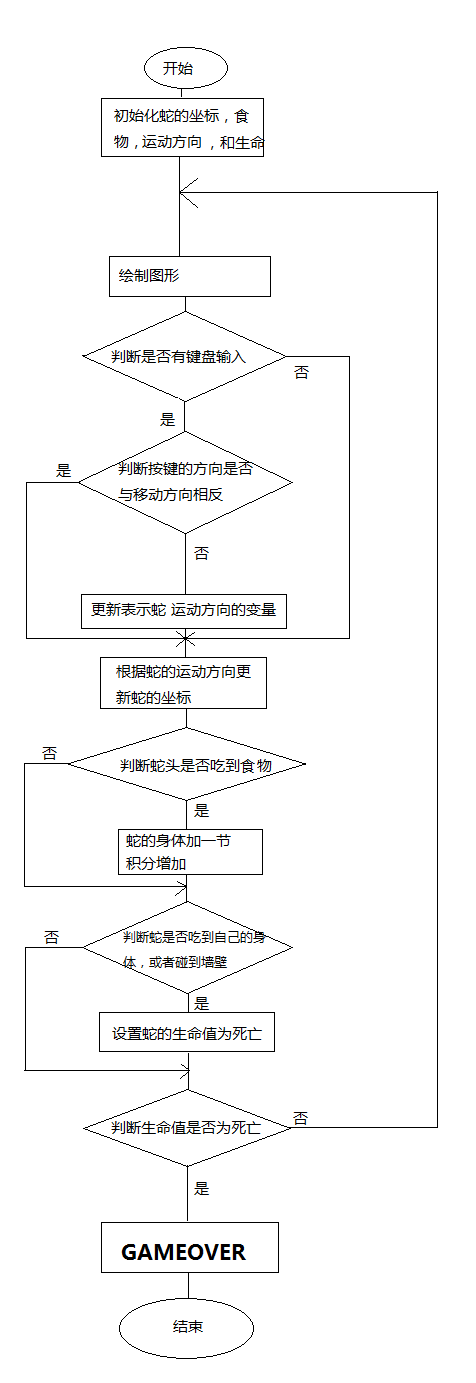 开始
初始化蛇的坐标，食
物，运动方向，和生命
绘制图形
判断是否有键盘输入
否
是
是
判断按键的方向是否
与移动方向相反
否
更新表示蛇 运动方向的变量
根据蛇的运动方向更
新蛇的坐标
否
判断蛇头是否吃到食物
是
蛇的身体加一节
积分增加
否
判断蛇是否吃到自己的身
体，或者碰到墙壁
是
设置蛇的生命值为死亡
否
判断生命值是否为死亡
是
GAMEOVER
结束